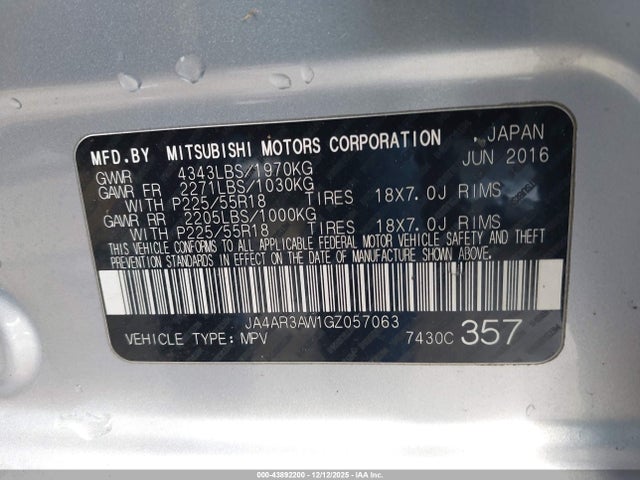 MFD.BY MITSUBISHI MOTORS CORPORATION , JAPAN
GVWR 4343LBS/1970KG JUN 2016
GAWR FR 2271LBS/1030KG
WITH P225/55R18 TIRES 18X7.0J RIMS
GAWR RR 2205LBS/1000KG
WITH P225/55R18 TIRES 18X7.0J RIMS
THIS VEHICLE CONFORMS TO ALL APPLICABLE FEDERAL MOTOR VEHICLE SAFETY AND THEFT
PREVENTION STANDARDS IN EFFECT ON THE DATE OF MANUFACTURE SHOWN ABOVE.
JA4AR3AW1GZ057063
VEHICLE TYPE: MPV 7430C 357
000-43892200 - 12/12/2025 - IAAI.COM